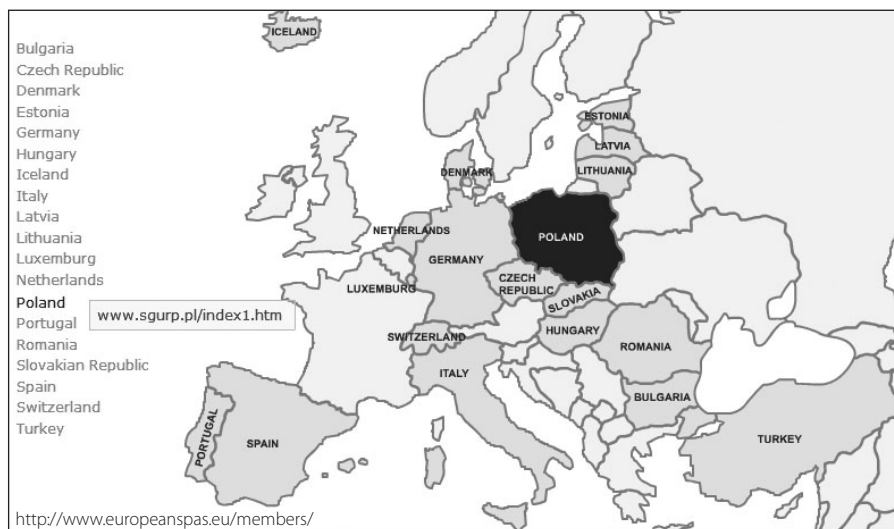 Bulgaria
Czech Republic
Denmark
Estonia
Germany
Hungary
Iceland
Italy
Latvia
Lithuania
Luxemburg
Netherlands
Poland
www.sgurp.pl/index1.htm
Portugal
Romania
Slovakian Republic
Spain
Switzerland
Turkey
ICELAND
ESTONIA
LATVIA
LITHUANIA
DENMARK
NETHERLANDS
POLAND
GERMANY
CZECH
REPUBLIC
LUXEMBURG
SLOVAKIA
SWITZERLAND
HUNGARY
ROMANIA
ITALY
BULGARIA
PORTUGAL
SPAIN
TURKEY
http://www.europeanspas.eu/members/